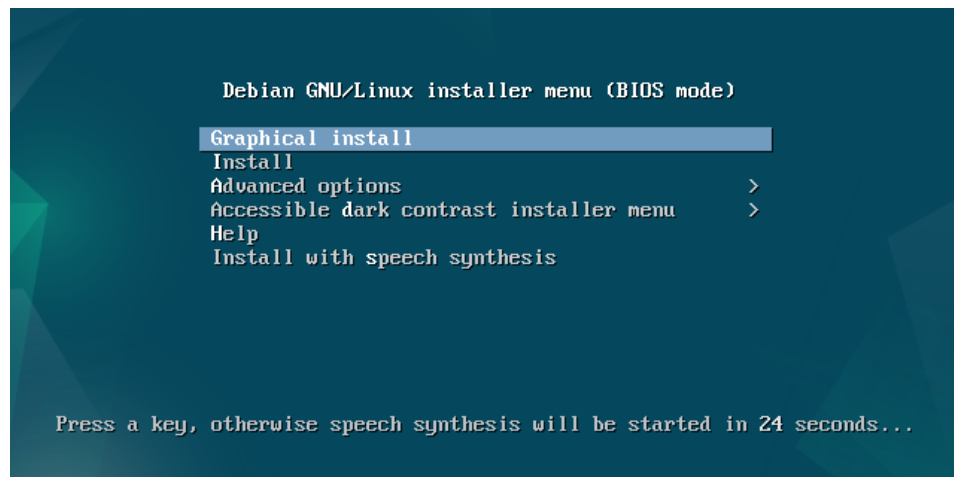 Debian GNU/Linux installer menu (BIOS mode)
Graphical install
Install
Advanced options >
Accessible dark contrast installer menu >
Help
Install with speech synthesis
Press a key, otherwise speech synthesis will be started in 24 seconds...